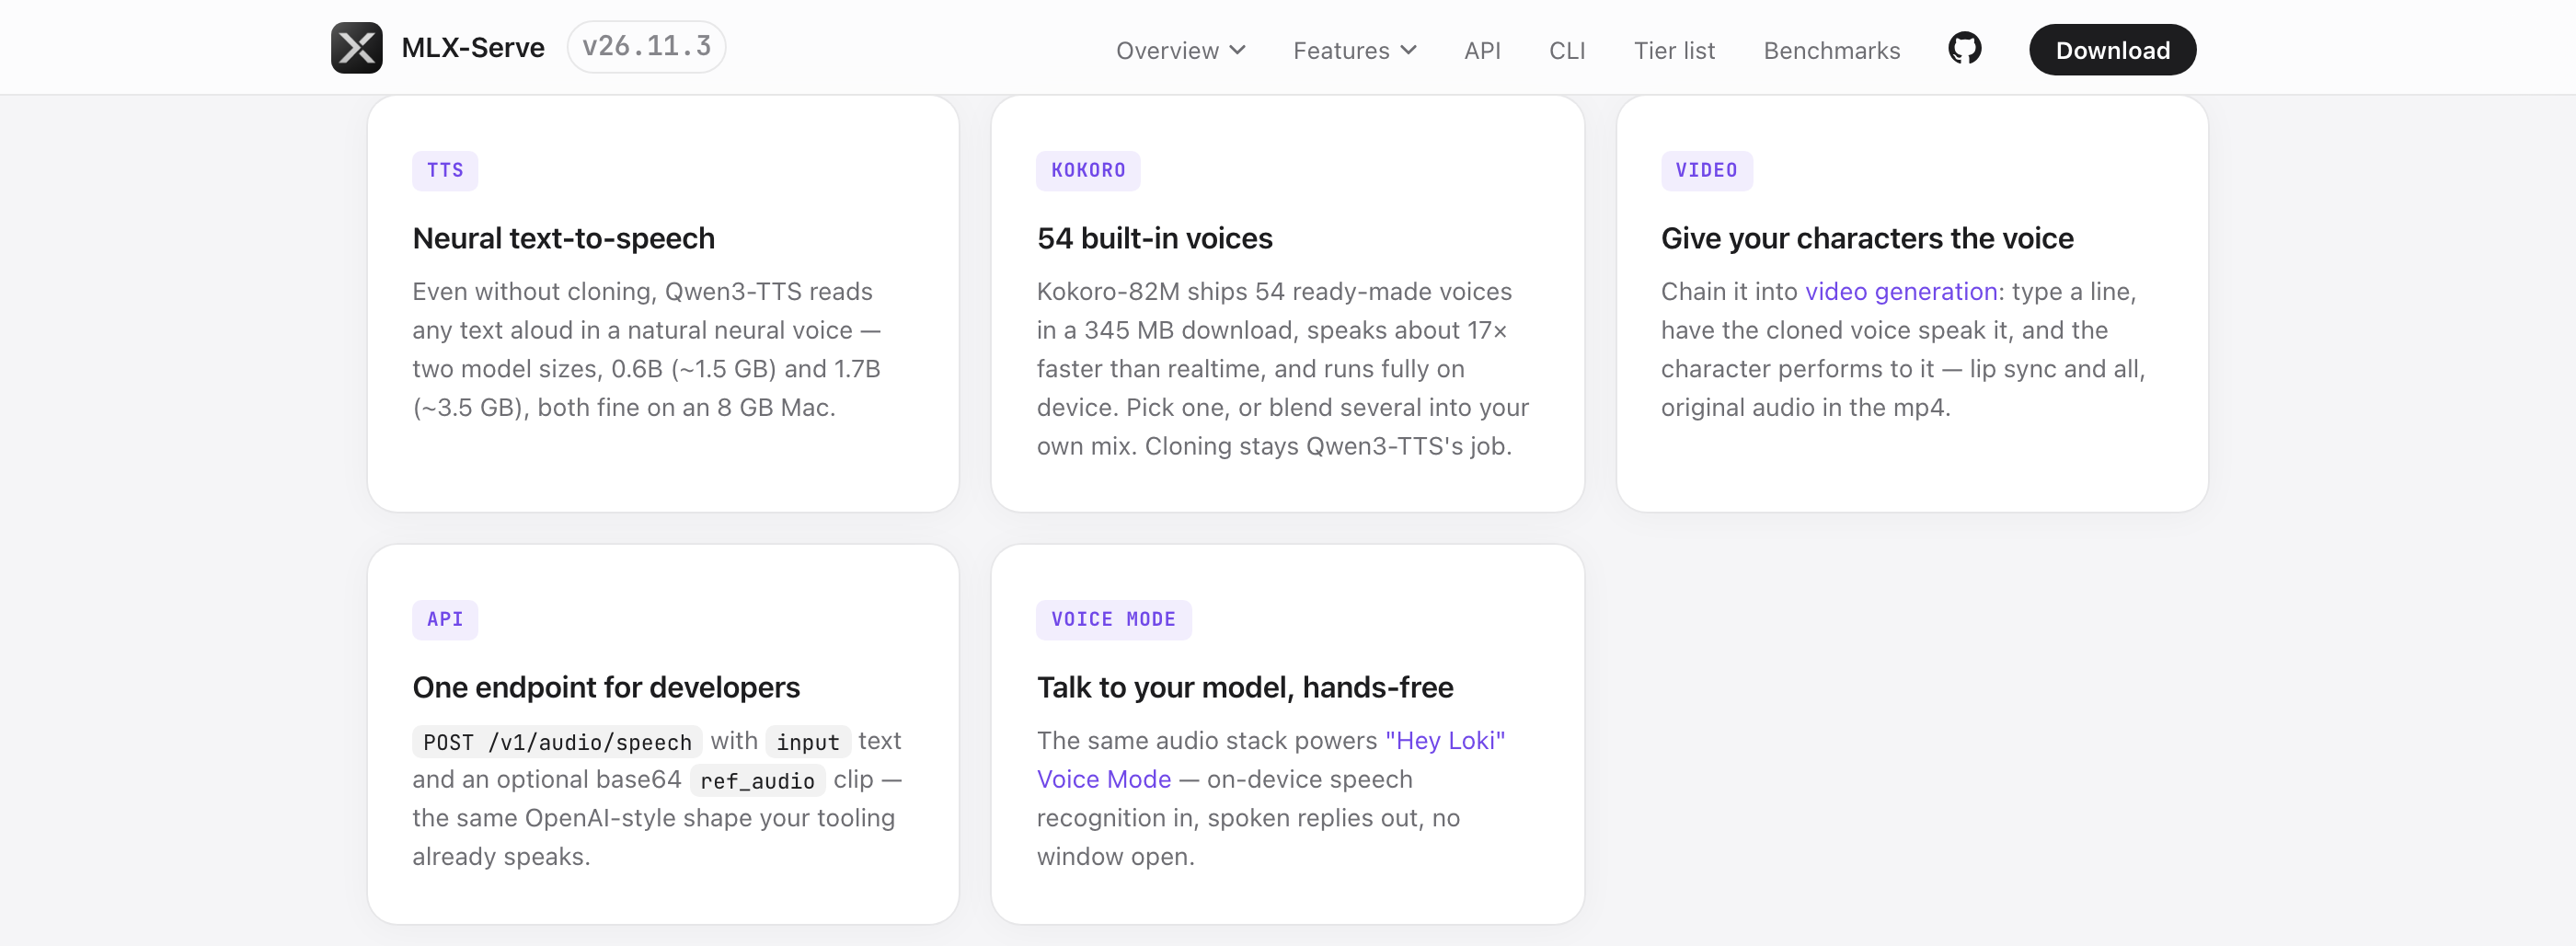 MLX-Serve v26.11.3 Overview Features API CLI Tier list Benchmarks Download
TTS
Neural text-to-speech
Even without cloning, Qwen3-TTS reads
any text aloud in a natural neural voice —
two model sizes, 0.6B (~1.5 GB) and 1.7B
(~3.5 GB), both fine on an 8 GB Mac.
KOKORO
54 built-in voices
Kokoro-82M ships 54 ready-made voices
in a 345 MB download, speaks about 17×
faster than realtime, and runs fully on
device. Pick one, or blend several into your
own mix. Cloning stays Qwen3-TTS's job.
VIDEO
Give your characters the voice
Chain it into video generation: type a line,
have the cloned voice speak it, and the
character performs to it — lip sync and all,
original audio in the mp4.
API
One endpoint for developers
POST /v1/audio/speech with input text
and an optional base64 ref_audio clip —
the same OpenAI-style shape your tooling
already speaks.
VOICE MODE
Talk to your model, hands-free
The same audio stack powers "Hey Loki"
Voice Mode — on-device speech
recognition in, spoken replies out, no
window open.